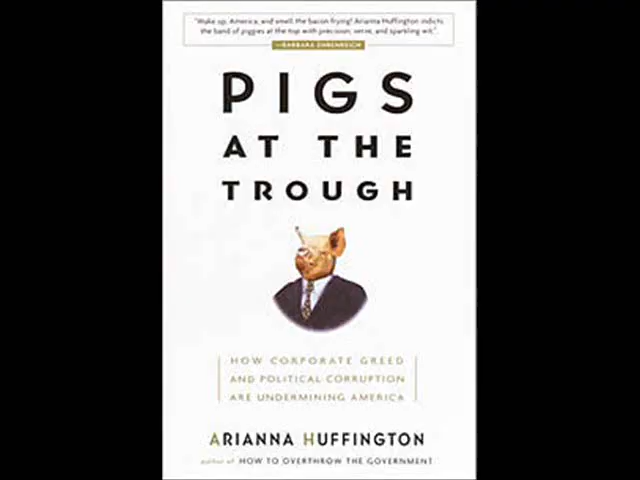 "Wake up, America, and smell the bacon frying! Arianna Huffington indicts
the band of piggies at the top with precision, verve, and sparkling wit".
—BARBARA EHRENREICH
PIGS
AT THE
TROUGH
HOW CORPORATE GREED
AND POLITICAL CORRUPTION
ARE UNDERMINING AMERICA
ARIANNA HUFFINGTON
author of HOW TO OVERTHROW THE GOVERNMENT